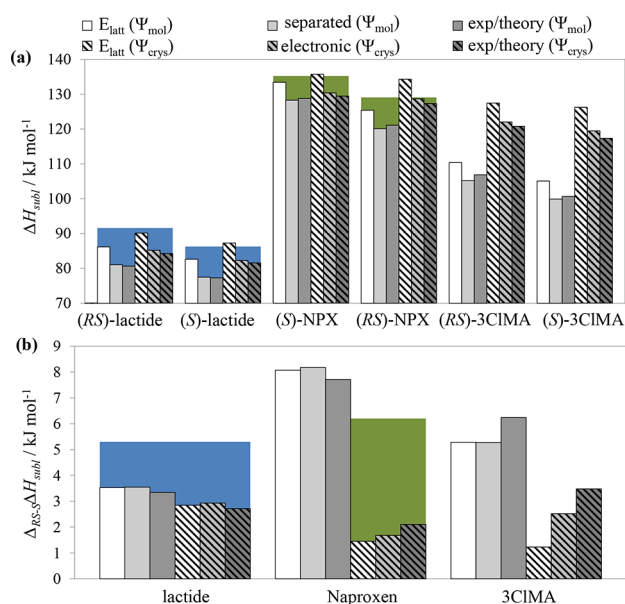 E_latt (Ψ_mol) separated (Ψ_mol) exp/theory (Ψ_mol)
E_latt (Ψ_crys) electronic (Ψ_crys) exp/theory (Ψ_crys)
(a)
140
130
120
110
100
90
80
70
ΔH_subl / kJ mol⁻¹
(RS)-lactide (S)-lactide (S)-NPX (RS)-NPX (RS)-3ClMA (S)-3ClMA
(b)
9
8
7
6
5
4
3
2
1
0
Δ_RS-SΔH_subl / kJ mol⁻¹
lactide Naproxen 3ClMA